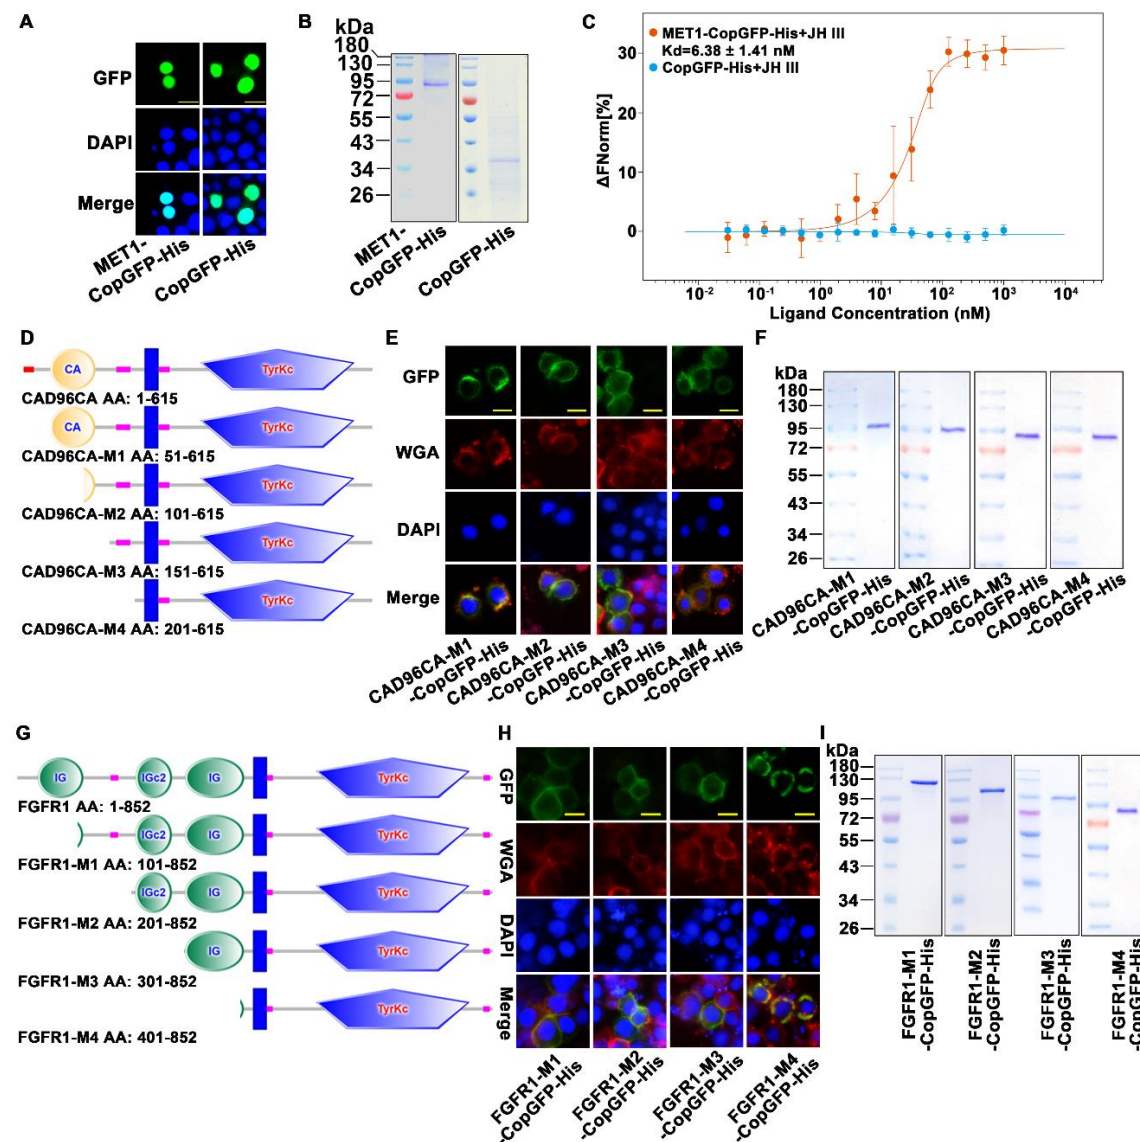 A
GFP
DAPI
Merge
MET1-
CopGFP-His
CopGFP-His
B
kDa
180
130
95
72
55
43
34
26
MET1-
CopGFP-His
CopGFP-His
C
MET1-CopGFP-His+JH III
Kd=6.38 ± 1.41 nM
CopGFP-His+JH III
ΔFNorm[%]
30
20
10
0
10-2
10-1
10⁰
10¹
10²
10³
10⁴
Ligand Concentration (nM)
D
CA
TyrKc
CAD96CA AA: 1-615
CA
TyrKc
CAD96CA-M1 AA: 51-615
TyrKc
CAD96CA-M2 AA: 101-615
TyrKc
CAD96CA-M3 AA: 151-615
TyrKc
CAD96CA-M4 AA: 201-615
E
GFP
WGA
DAPI
Merge
CAD96CA-M1
-CopGFP-His
CAD96CA-M2
-CopGFP-His
CAD96CA-M3
-CopGFP-His
CAD96CA-M4
-CopGFP-His
F
kDa
180
130
95
72
55
43
34
26
CAD96CA-M1
-CopGFP-His
CAD96CA-M2
-CopGFP-His
CAD96CA-M3
-CopGFP-His
CAD96CA-M4
-CopGFP-His
G
IG
IGc2
IG
TyrKc
FGFR1 AA: 1-852
IGc2
IG
TyrKc
FGFR1-M1 AA: 101-852
IGc2
IG
TyrKc
FGFR1-M2 AA: 201-852
IG
TyrKc
FGFR1-M3 AA: 301-852
TyrKc
FGFR1-M4 AA: 401-852
H
GFP
WGA
DAPI
Merge
FGFR1-M1
-CopGFP-His
FGFR1-M2
-CopGFP-His
FGFR1-M3
-CopGFP-His
FGFR1-M4
-CopGFP-His
I
kDa
180
130
95
72
55
43
34
26
FGFR1-M1
-CopGFP-His
FGFR1-M2
-CopGFP-His
FGFR1-M3
-CopGFP-His
FGFR1-M4
-CopGFP-His